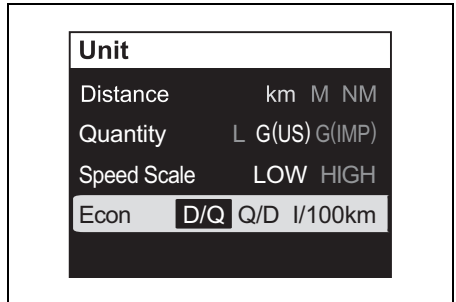 Unit
Distance km M NM
Quantity L G(US) G(IMP)
Speed Scale LOW HIGH
Econ D/Q Q/D l/100km